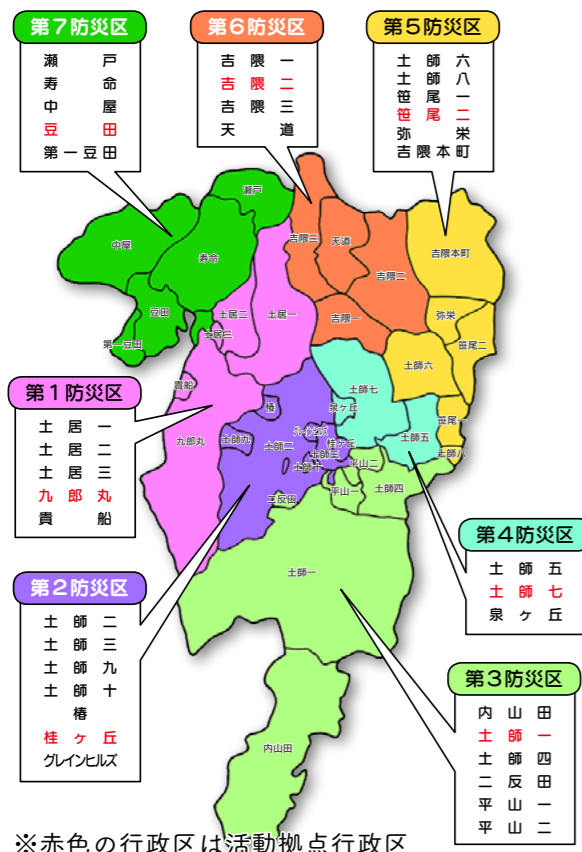 第7防災区
瀬戸
寿命
中屋
豆田
第一豆田
第6防災区
吉隈一
吉隈二
吉隈三
天道
第5防災区
土師六
土師八
笹尾一
笹尾二
弥栄
吉隈本町
瀬戸
中屋
寿命
豆田
第一豆田
吉隈三
天道
吉隈二
吉隈一
吉隈本町
弥栄
笹尾二
土師六
笹尾一
土師八
土居一
土居二
土居三
貴船
九郎丸
椿
土師九
土師二
グレインヒルズ
桂ケ丘
土師三
土師十
土師七
泉ケ丘
土師五
平山二
平山一
土師四
二反田
土師一
内山田
第1防災区
土居一
土居二
土居三
九郎丸
貴船
第2防災区
土師二
土師三
土師九
土師十
椿
桂ヶ丘
グレインヒルズ
第4防災区
土師五
土師七
泉ヶ丘
第3防災区
内山田
土師一
土師四
二反田
平山一
平山二
※赤色の行政区は活動拠点行政区